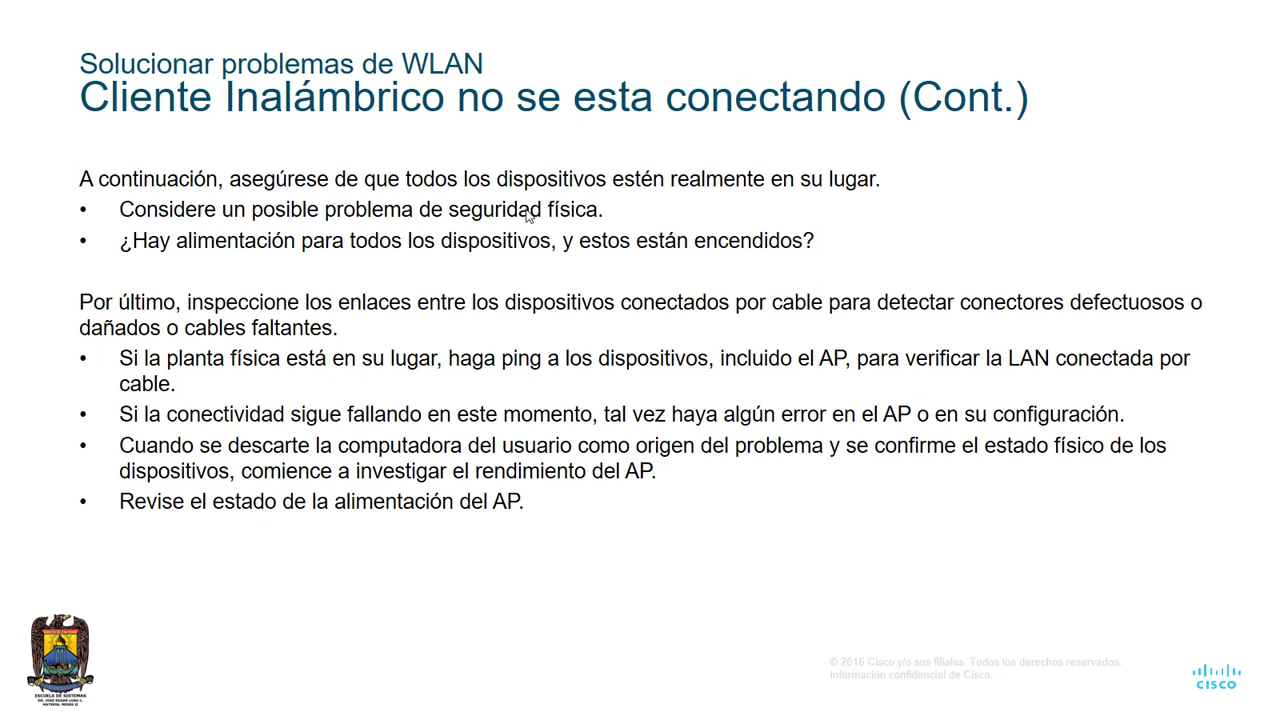 Solucionar problemas de WLAN
Cliente Inalámbrico no se esta conectando (Cont.)
A continuación, asegúrese de que todos los dispositivos estén realmente en su lugar.
• Considere un posible problema de seguridad física.
• ¿Hay alimentación para todos los dispositivos, y estos están encendidos?
Por último, inspeccione los enlaces entre los dispositivos conectados por cable para detectar conectores defectuosos o
dañados o cables faltantes.
• Si la planta física está en su lugar, haga ping a los dispositivos, incluido el AP, para verificar la LAN conectada por
cable.
• Si la conectividad sigue fallando en este momento, tal vez haya algún error en el AP o en su configuración.
• Cuando se descarte la computadora del usuario como origen del problema y se confirme el estado físico de los
dispositivos, comience a investigar el rendimiento del AP.
• Revise el estado de la alimentación del AP.
ESCUELA DE SISTEMAS
DR. JOSE EDGAR LUGO C.
MATERIA: REDES II
© 2016 Cisco y/o sus filiales. Todos los derechos reservados.
Información confidencial de Cisco
CISCO